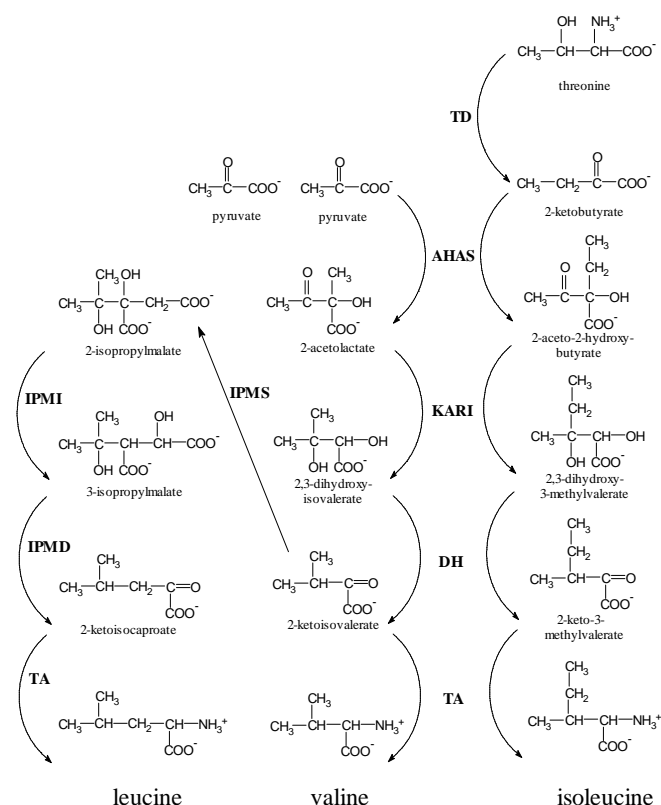 OH NH₃⁺
CH₃—CH—CH—COO⁻
threonine
TD
O O O
CH₃—C—COO⁻ CH₃—C—COO⁻ CH₃—CH₂—C—COO⁻
pyruvate pyruvate 2-ketobutyrate
AHAS
CH₃
CH₃ OH O CH₃ O CH₂
CH₃—C—C—CH₂—COO⁻ CH₃—C—C—OH CH₃—C—C—OH
OH COO⁻ COO⁻ COO⁻
2-isopropylmalate 2-acetolactate 2-aceto-2-hydroxy-
butyrate
IPMI IPMS KARI
CH₃
CH₃ OH CH₃ CH₂
CH₃—C—CH—CH—COO⁻ CH₃—C—CH—OH CH₃—C—CH—OH
OH COO⁻ OH COO⁻ OH COO⁻
3-isopropylmalate 2,3-dihydroxy- 2,3-dihydroxy-
isovalerate 3-methylvalerate
IPMD DH
CH₃
CH₃ CH₃ CH₂
CH₃—CH—CH₂—C=O CH₃—CH—C=O CH₃—CH—C=O
COO⁻ COO⁻ COO⁻
2-ketoisocaproate 2-ketoisovalerate 2-keto-3-
methylvalerate
TA TA
CH₃
CH₃ CH₃ CH₂
CH₃—CH—CH₂—CH—NH₃⁺ CH₃—CH—CH—NH₃⁺ CH₃—CH—CH—NH₃⁺
COO⁻ COO⁻ COO⁻
leucine valine isoleucine